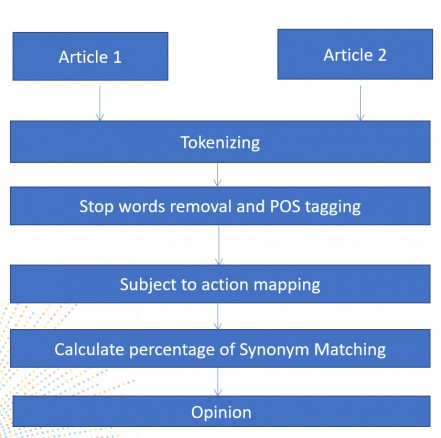 Article 1
Article 2
Tokenizing
Stop words removal and POS tagging
Subject to action mapping
Calculate percentage of Synonym Matching
Opinion